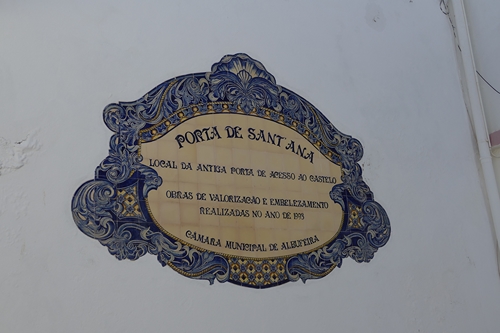 PORTA DE SANT'ANA
LOCAL DA ANTIGA PORTA DE ACESSO AO CASTELO
OBRAS DE VALORIZAÇÃO E EMBELEZAMENTO
REALIZADAS NO ANO DE 1993
CÂMARA MUNICIPAL DE ALBUFEIRA